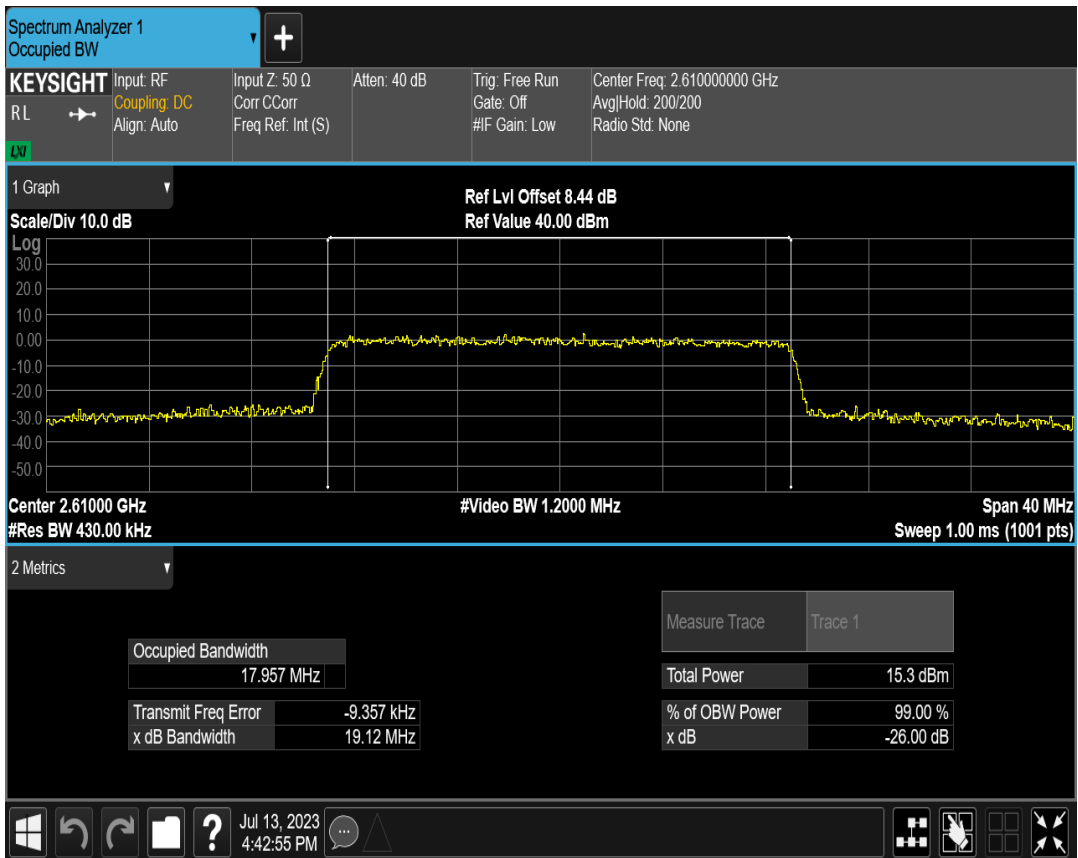 Spectrum Analyzer 1
Occupied BW
+
KEYSIGHT
RL
LXI
Input: RF
Coupling: DC
Align: Auto
Input Z: 50 Ω
Corr CCorr
Freq Ref: Int (S)
Atten: 40 dB
Trig: Free Run
Gate: Off
#IF Gain: Low
Center Freq: 2.610000000 GHz
Avg|Hold: 200/200
Radio Std: None
1 Graph
Scale/Div 10.0 dB
Ref Lvl Offset 8.44 dB
Ref Value 40.00 dBm
Log
30.0
20.0
10.0
0.00
-10.0
-20.0
-30.0
-40.0
-50.0
Center 2.61000 GHz
#Video BW 1.2000 MHz
Span 40 MHz
#Res BW 430.00 kHz
Sweep 1.00 ms (1001 pts)
2 Metrics
Measure Trace Trace 1
Occupied Bandwidth
17.957 MHz
Total Power 15.3 dBm
Transmit Freq Error -9.357 kHz
% of OBW Power 99.00 %
x dB Bandwidth 19.12 MHz
x dB -26.00 dB
?
Jul 13, 2023
4:42:55 PM